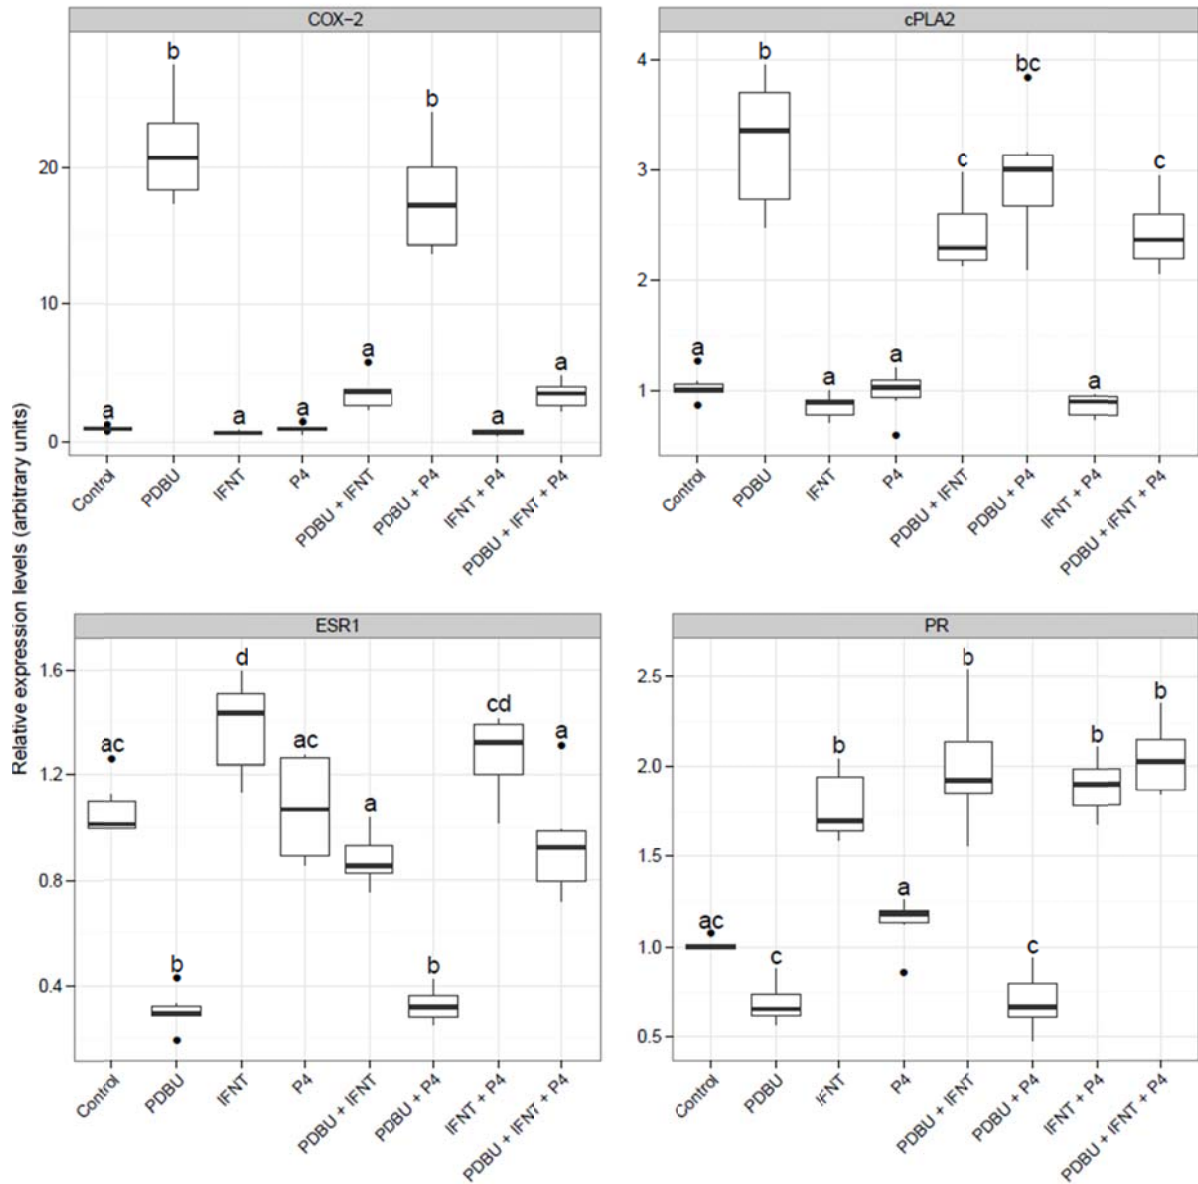 COX−2
b
b
20
10
a
a
a
a
a
a
0
Control
PDBU
IFNT
P4
PDBU + IFNT
PDBU + P4
IFNT + P4
PDBU + IFNT + P4
cPLA2
4
b
bc
3
c
c
2
a
a
a
a
1
Control
PDBU
IFNT
P4
PDBU + IFNT
PDBU + P4
IFNT + P4
PDBU + IFNT + P4
Relative expression levels (arbitrary units)
ESR1
1.6
d
cd
ac
ac
a
1.2
a
0.8
b
b
0.4
Control
PDBU
IFNT
P4
PDBU + IFNT
PDBU + P4
IFNT + P4
PDBU + IFNT + P4
PR
2.5
b
b
b
b
2.0
1.5
a
ac
1.0
c
c
0.5
Control
PDBU
IFNT
P4
PDBU + IFNT
PDBU + P4
IFNT + P4
PDBU + IFNT + P4